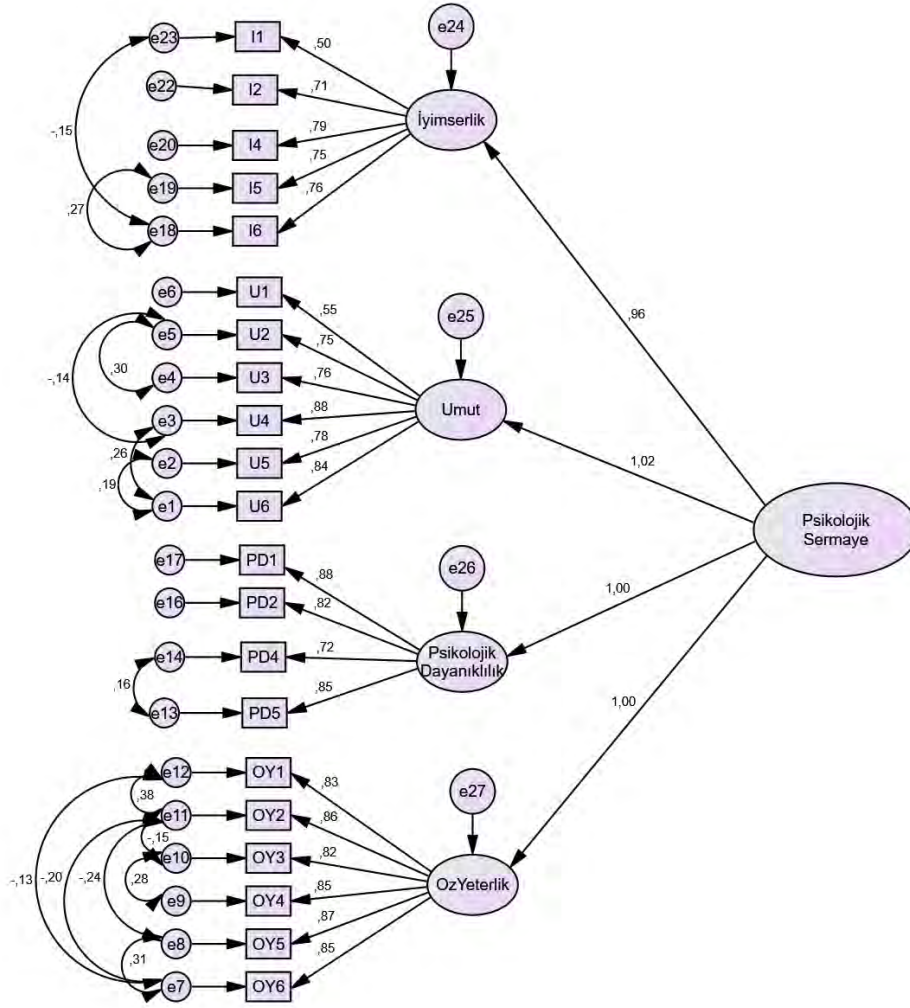 e24
e23
I1
,50
e22
I2
,71
İyimserlik
-,15
e20
I4
,79
,75
e19
I5
,76
,27
e18
I6
e6
U1
e25
,55
,96
e5
U2
,75
-,14
,30
e4
U3
,76
Umut
e3
U4
,88
,26
e2
U5
,78
,84
1,02
,19
e1
U6
Psikolojik
Sermaye
e17
PD1
e26
,88
1,00
e16
PD2
,82
e14
PD4
,72
Psikolojik
Dayanıklılık
,16
,85
e13
PD5
1,00
e12
OY1
,83
e27
,38
e11
OY2
,86
-,15
e10
OY3
,82
-,13
-,20
-,24
,28
e9
OY4
,85
OzYeterlik
,87
e8
OY5
,85
,31
e7
OY6